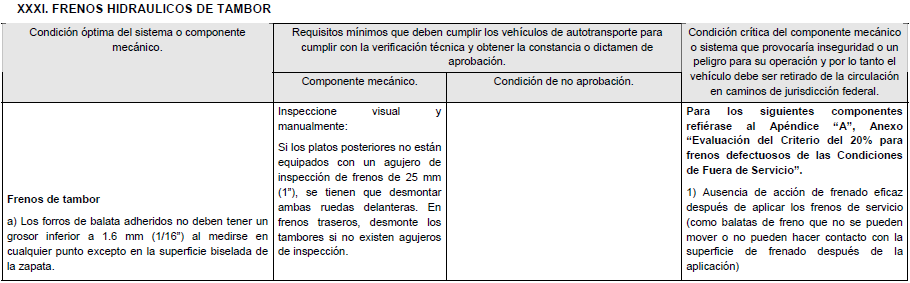 XXXI. FRENOS HIDRAULICOS DE TAMBOR
Condición óptima del sistema o componente
mecánico.
Requisitos mínimos que deben cumplir los vehículos de autotransporte para
cumplir con la verificación técnica y obtener la constancia o dictamen de
aprobación.
Condición crítica del componente mecánico
o sistema que provocaría inseguridad o un
peligro para su operación y por lo tanto el
vehículo debe ser retirado de la circulación
en caminos de jurisdicción federal.
Componente mecánico.
Condición de no aprobación.
Frenos de tambor
a) Los forros de balata adheridos no deben tener un
grosor inferior a 1.6 mm (1/16") al medirse en
cualquier punto excepto en la superficie biselada de
la zapata.
Inspeccione visual y
manualmente:
Si los platos posteriores no están
equipados con un agujero de
inspección de frenos de 25 mm
(1"), se tienen que desmontar
ambas ruedas delanteras. En
frenos traseros, desmonte los
tambores si no existen agujeros
de inspección.
Para los siguientes componentes
refiérase al Apéndice “A”, Anexo
“Evaluación del Criterio del 20% para
frenos defectuosos de las Condiciones
de Fuera de Servicio”.
1) Ausencia de acción de frenado eficaz
después de aplicar los frenos de servicio
(como balatas de freno que no se pueden
mover o no pueden hacer contacto con la
superficie de frenado después de la
aplicación)